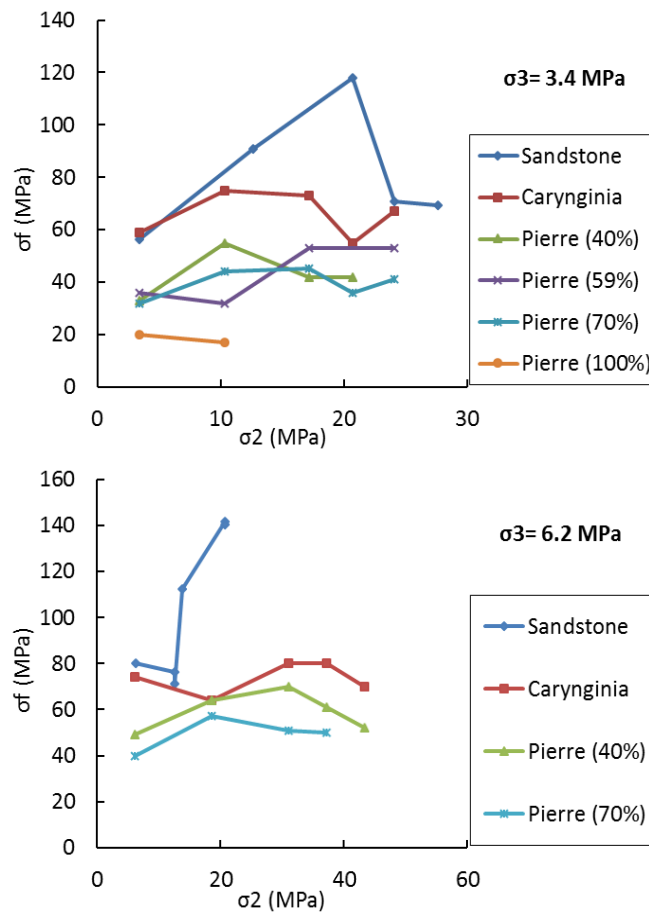 140
120
100
80
60
40
20
0
σf (MPa)
0 10 20 30
σ2 (MPa)
σ3= 3.4 MPa
Sandstone
Carynginia
Pierre (40%)
Pierre (59%)
Pierre (70%)
Pierre (100%)
160
140
120
100
80
60
40
20
0
σf (MPa)
0 20 40 60
σ2 (MPa)
σ3= 6.2 MPa
Sandstone
Carynginia
Pierre (40%)
Pierre (70%)